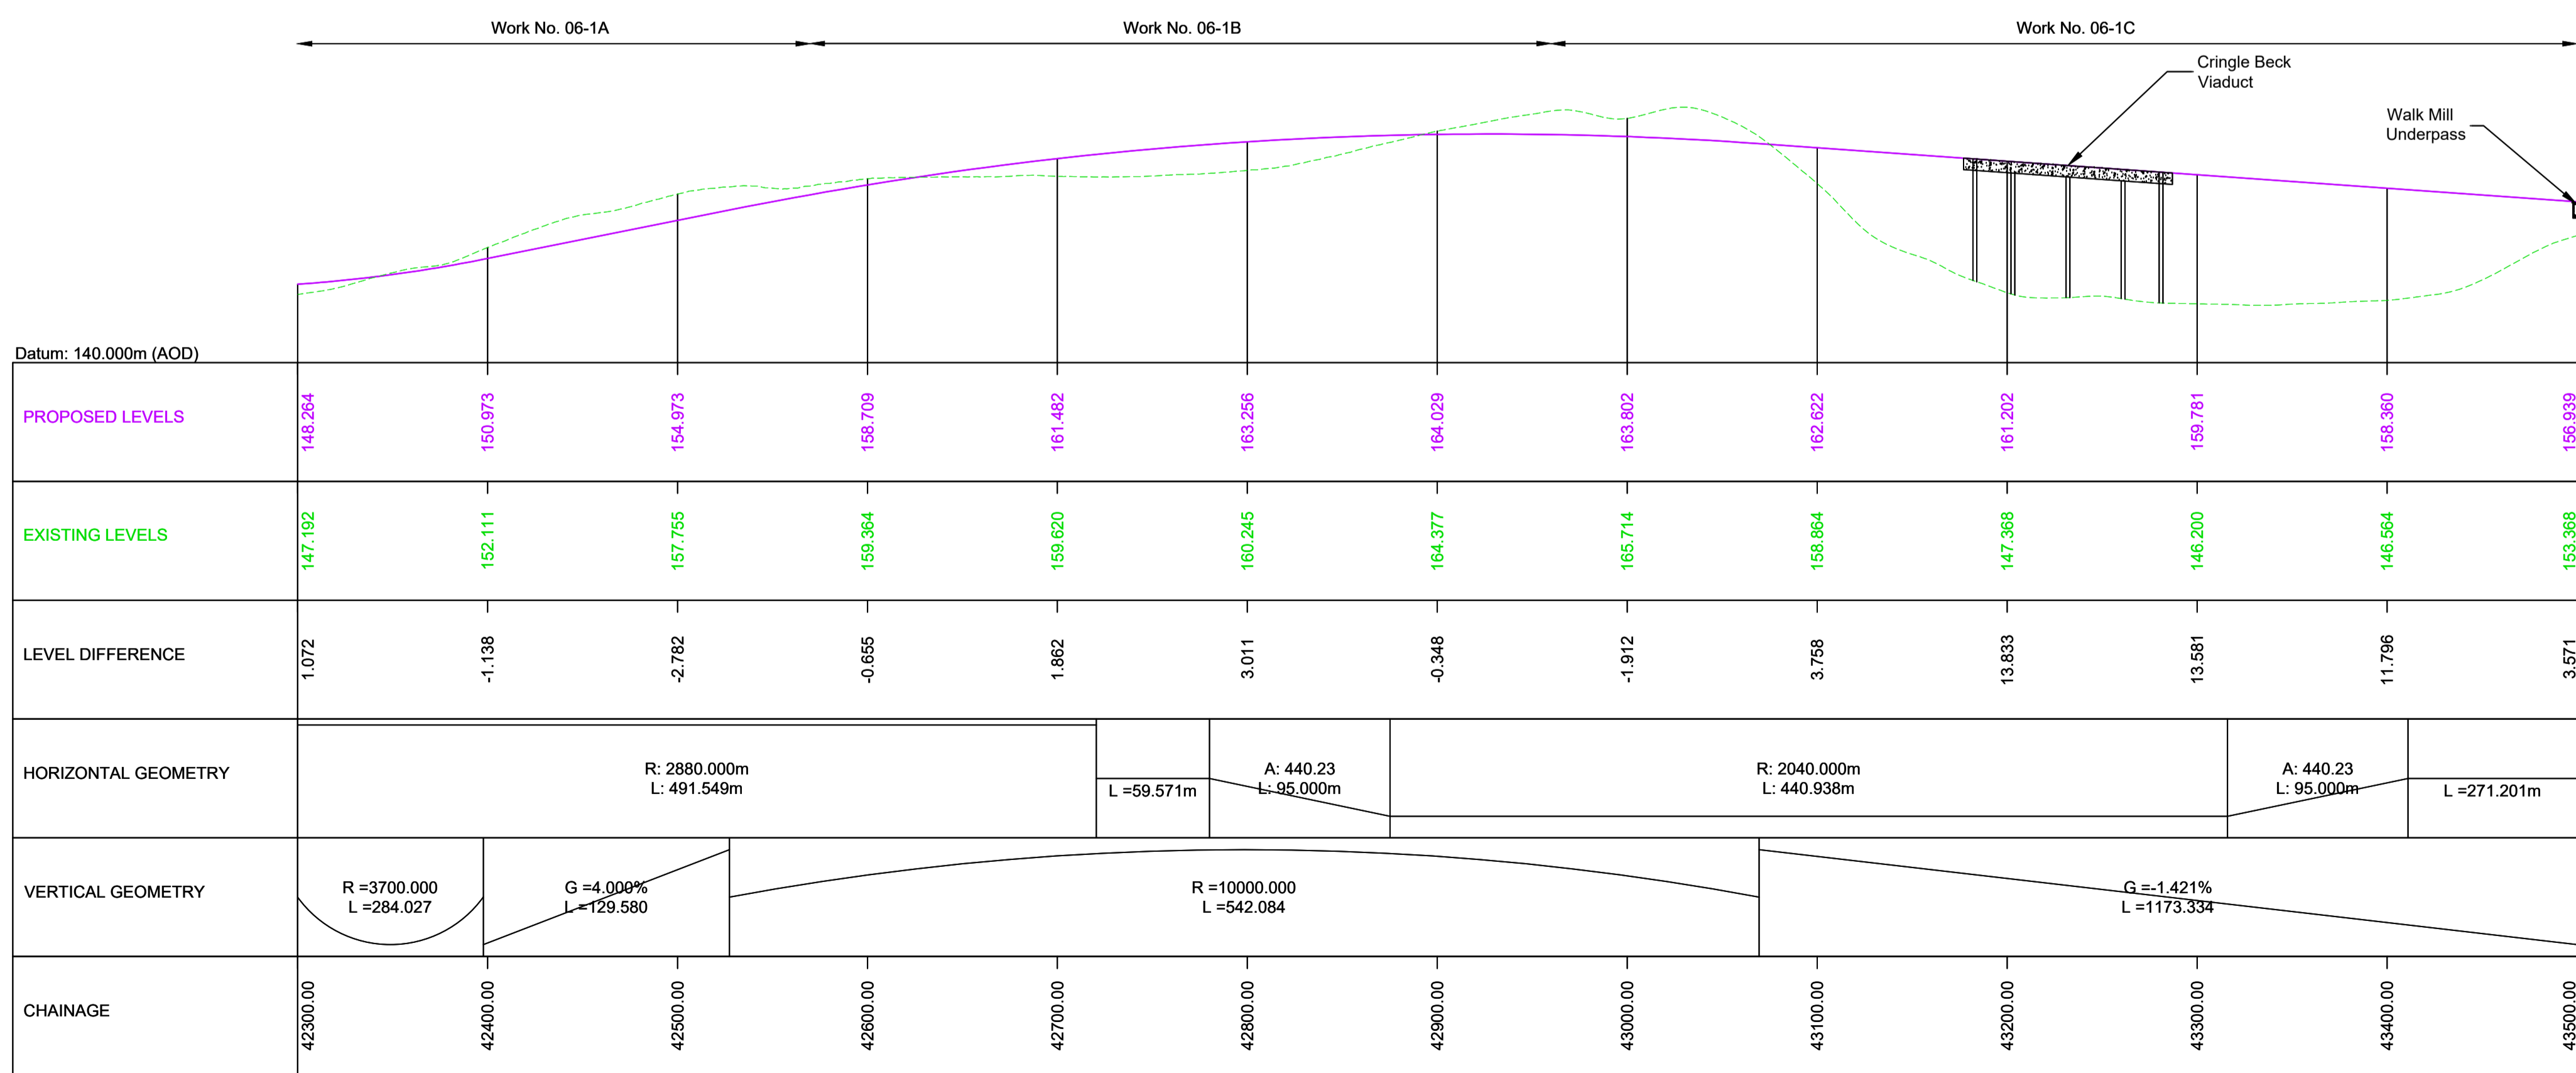 Work No. 06-1A
Work No. 06-1B
Work No. 06-1C
Cringle Beck
Viaduct
Walk Mill
Underpass
Datum: 140.000m (AOD)
PROPOSED LEVELS
148.264
150.973
154.973
158.709
161.482
163.256
164.029
163.802
162.622
161.202
159.781
158.360
156.939
EXISTING LEVELS
147.192
152.111
157.755
159.364
159.620
160.245
164.377
165.714
158.864
147.368
146.200
146.564
153.368
LEVEL DIFFERENCE
1.072
-1.138
-2.782
-0.655
1.862
3.011
-0.348
-1.912
3.758
13.833
13.581
11.796
3.571
HORIZONTAL GEOMETRY
R: 2880.000m
L: 491.549m
L =59.571m
A: 440.23
L: 95.000m
R: 2040.000m
L: 440.938m
A: 440.23
L: 95.000m
L =271.201m
VERTICAL GEOMETRY
R =3700.000
L =284.027
G =4.000%
L =129.580
R =10000.000
L =542.084
G =-1.421%
L =1173.334
CHAINAGE
42300.00
42400.00
42500.00
42600.00
42700.00
42800.00
42900.00
43000.00
43100.00
43200.00
43300.00
43400.00
43500.00